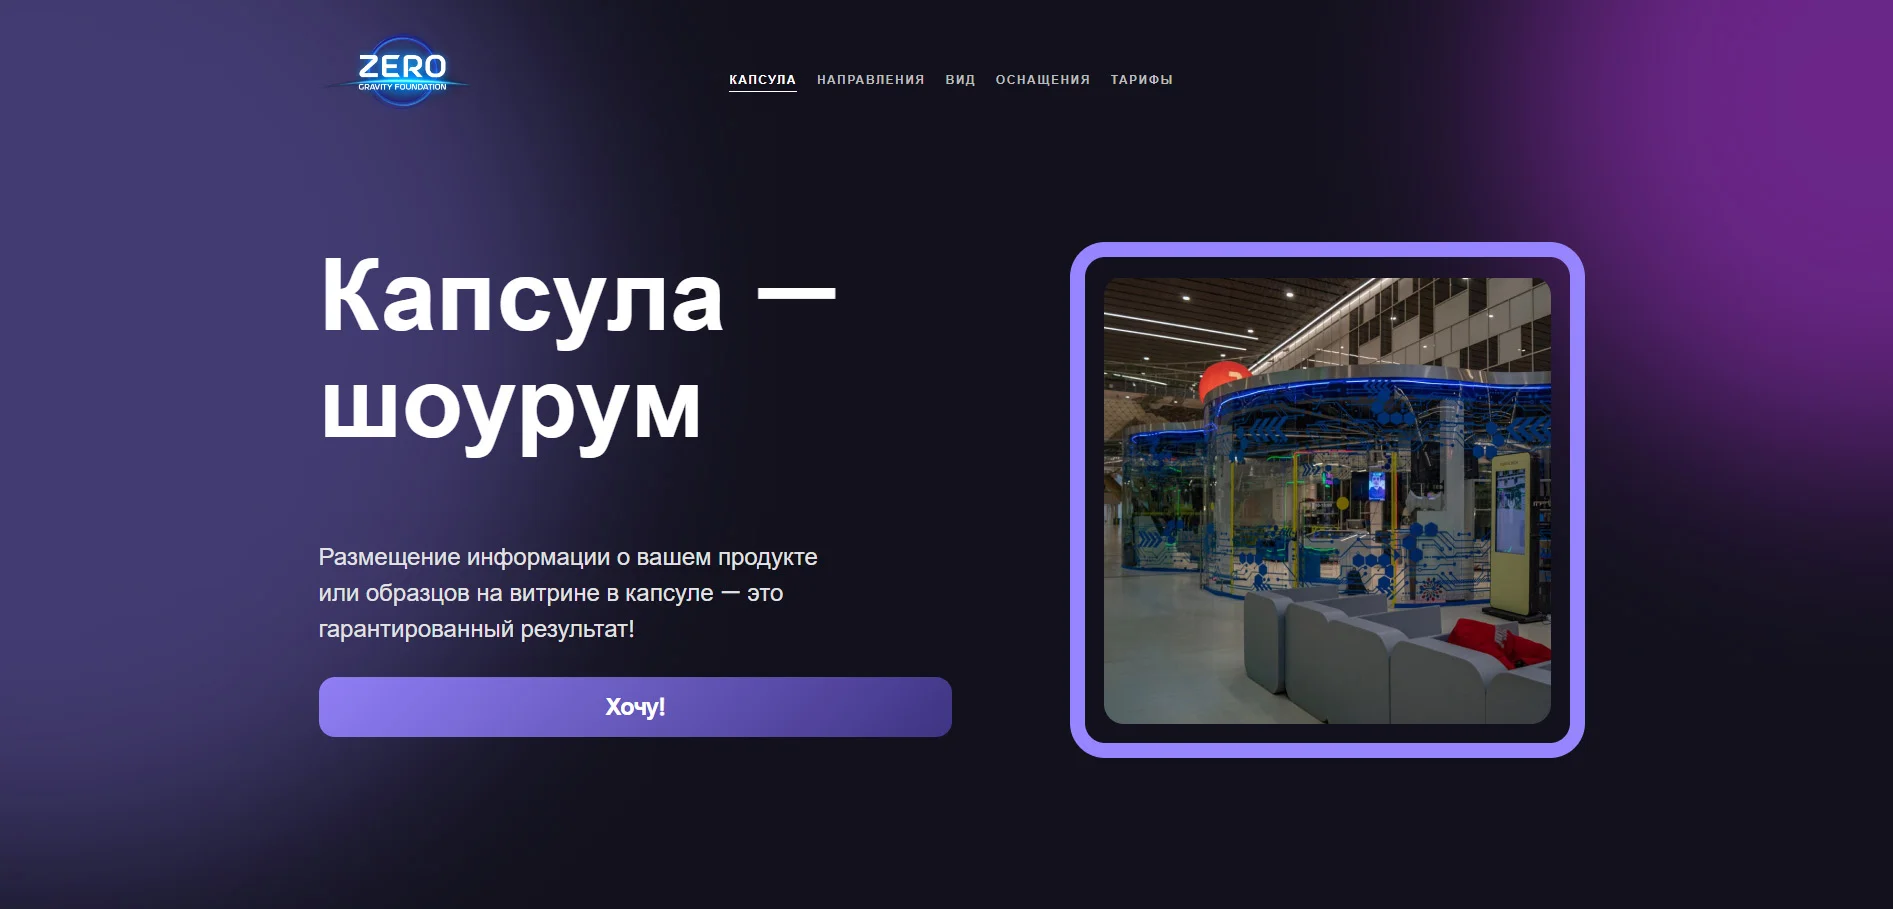 ZERO
GRAVITY FOUNDATION
КАПСУЛА НАПРАВЛЕНИЯ ВИД ОСНАЩЕНИЯ ТАРИФЫ
Капсула —
шоурум
Размещение информации о вашем продукте
или образцов на витрине в капсуле — это
гарантированный результат!
Хочу!